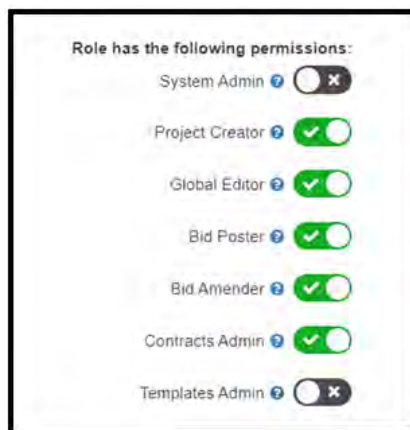 Role has the following permissions:
System Admin
Project Creator
Global Editor
Bid Poster
Bid Amender
Contracts Admin
Templates Admin